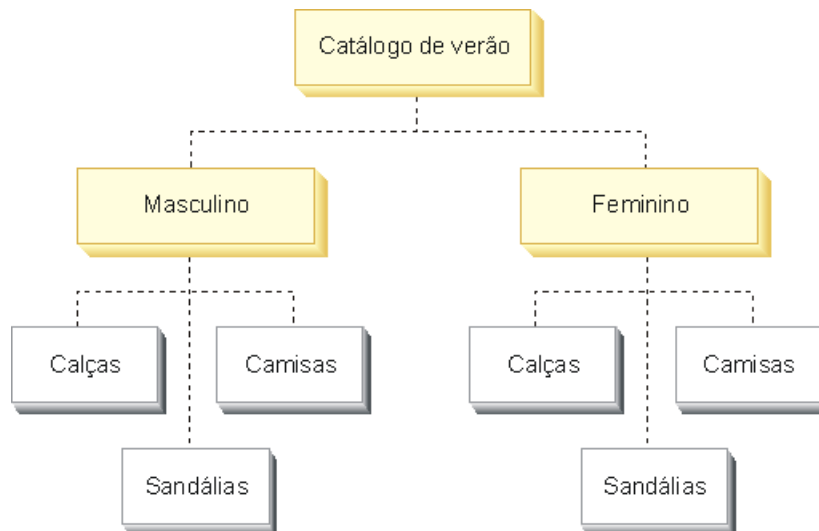 Catálogo de verão
Masculino
Feminino
Calças
Camisas
Calças
Camisas
Sandálias
Sandálias